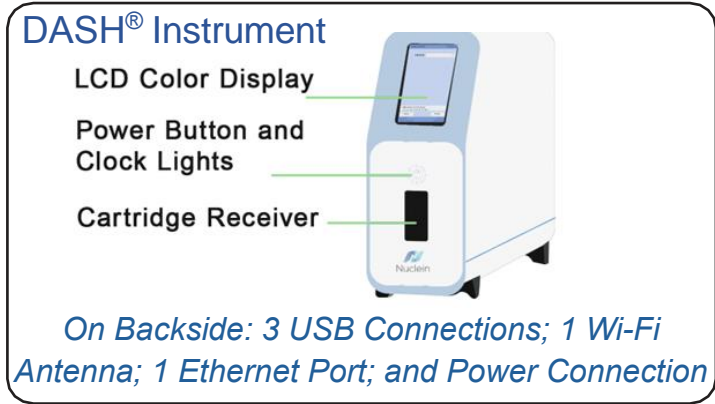 DASH® Instrument
LCD Color Display
Power Button and
Clock Lights
Cartridge Receiver
Nuclein
On Backside: 3 USB Connections; 1 Wi-Fi
Antenna; 1 Ethernet Port; and Power Connection